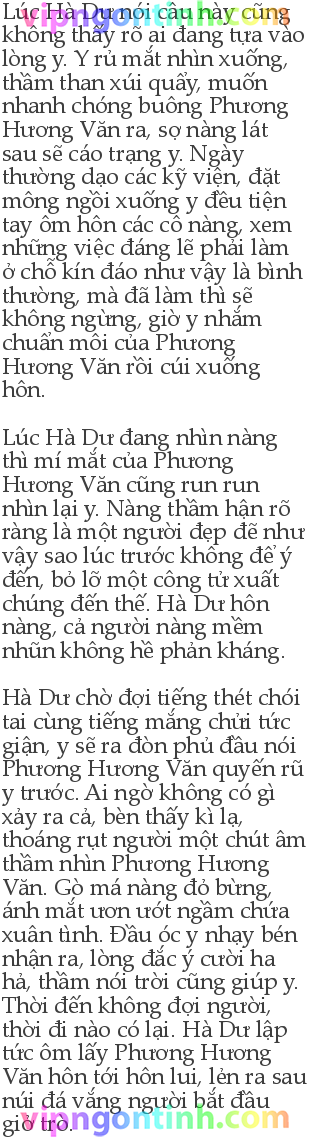 Lúc Hà Dư nói câu này cũng
không thấy rõ ai đang tựa vào
lòng y. Y rủ mắt nhìn xuống,
thầm than xúi quẩy, muốn
nhanh chóng buông Phương
Hương Văn ra, sợ nàng lát
sau sẽ cáo trạng y. Ngày
thường dạo các kỹ viện, đặt
mông ngồi xuống y đều tiện
tay ôm hôn các cô nàng, xem
những việc đáng lẽ phải làm
ở chỗ kín đáo như vậy là bình
thường, mà đã làm thì sẽ
không ngừng, giờ y nhắm
chuẩn môi của Phương
Hương Văn rồi cúi xuống
hôn.
Lúc Hà Dư đang nhìn nàng
thì mí mắt của Phương
Hương Văn cũng run run
nhìn lại y. Nàng thầm hận rõ
ràng là một người đẹp đẽ như
vậy sao lúc trước không để ý
đến, bỏ lỡ một công tử xuất
chúng đến thế. Hà Dư hôn
nàng, cả người nàng mềm
nhũn không hề phản kháng.
Hà Dư chờ đợi tiếng thét chói
tai cùng tiếng mắng chửi tức
giận, y sẽ ra đòn phủ đầu nói
Phương Hương Văn quyến rũ
y trước. Ai ngờ không có gì
xảy ra cả, bèn thấy kì lạ,
thoáng rụt người một chút âm
thầm nhìn Phương Hương
Văn. Gò má nàng đỏ bừng,
ánh mắt ươn ướt ngầm chứa
xuân tình. Đầu óc y nhạy bén
nhận ra, lòng đắc ý cười ha
hả, thầm nói trời cũng giúp y.
Thời đến không đợi người,
thời đi nào có lại. Hà Dư lập
tức ôm lấy Phương Hương
Văn hôn tới hôn lui, lẻn ra sau
núi đá vắng người bắt đầu
giở trò.
vipngontinh.com
vipngontinh.com